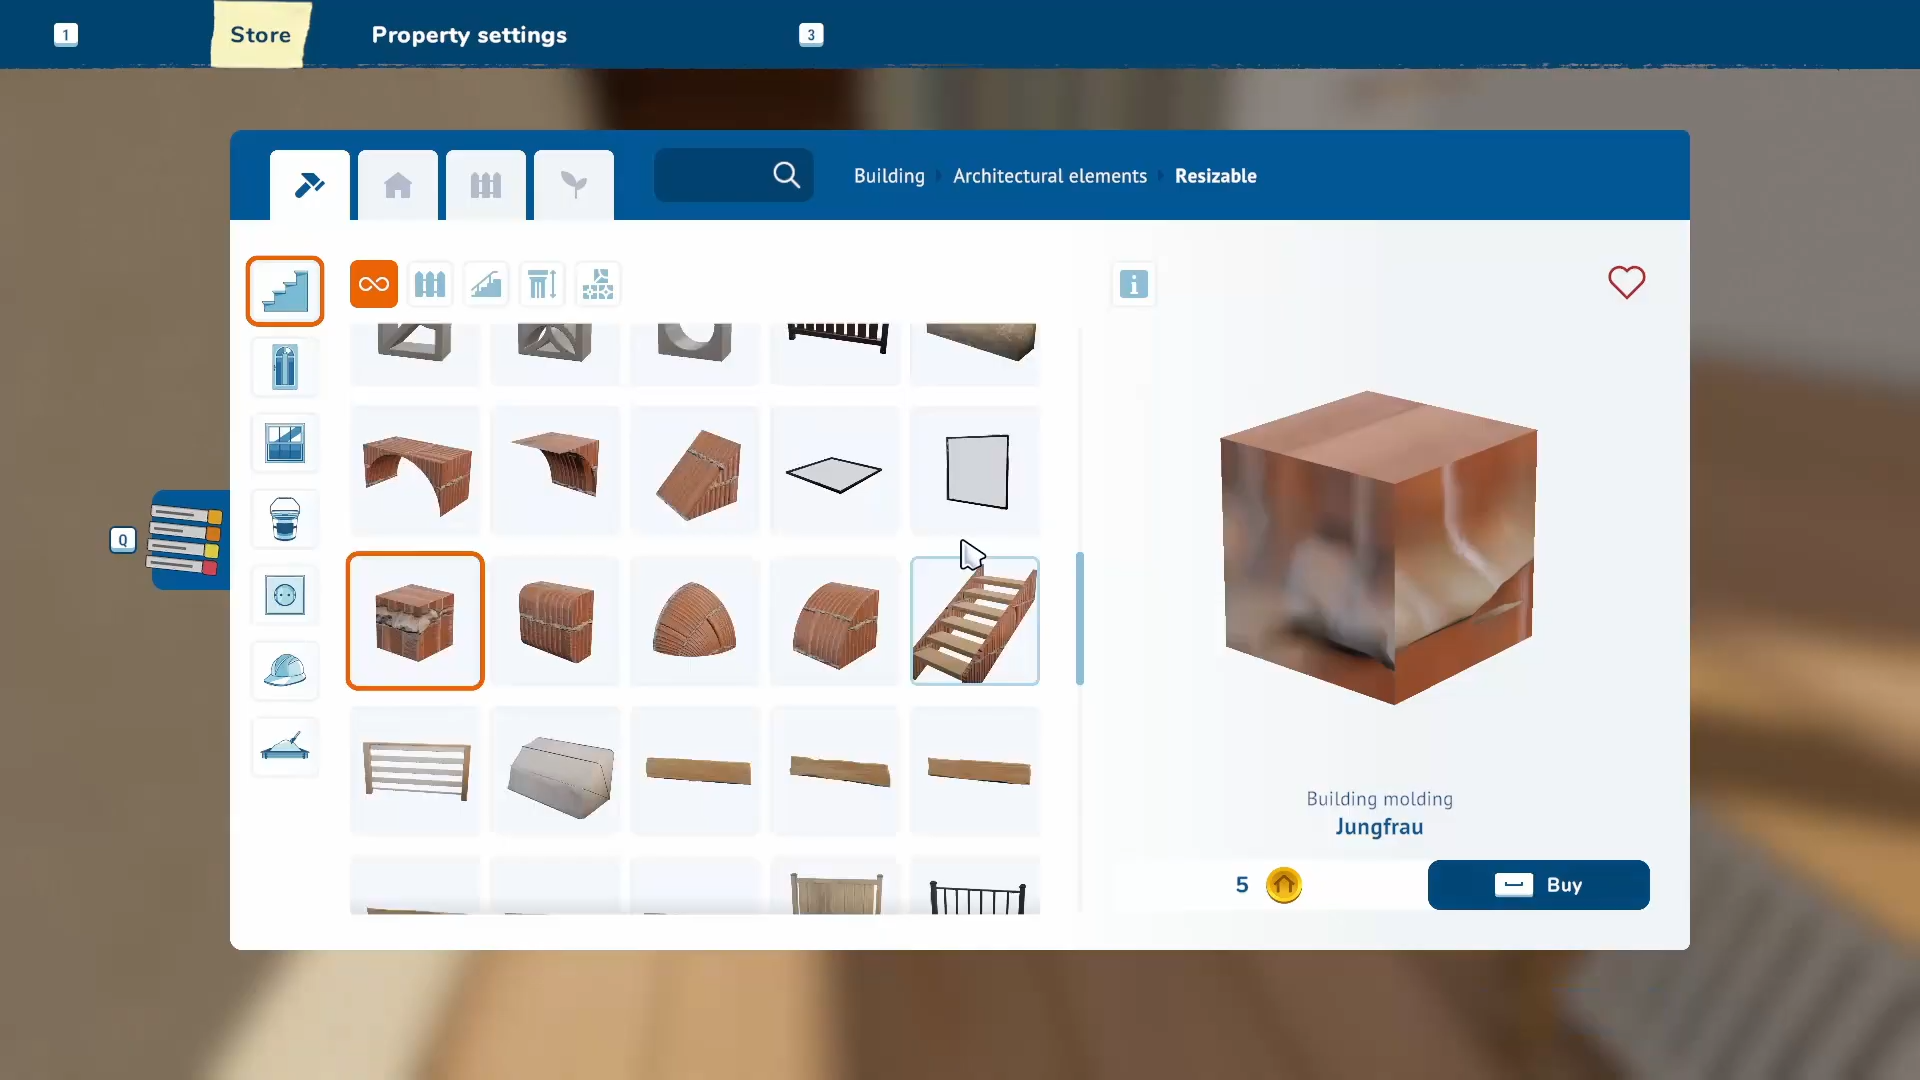 1
Store
Property settings
3
Building
Architectural elements
Resizable
Q
Building molding
Jungfrau
5
Buy